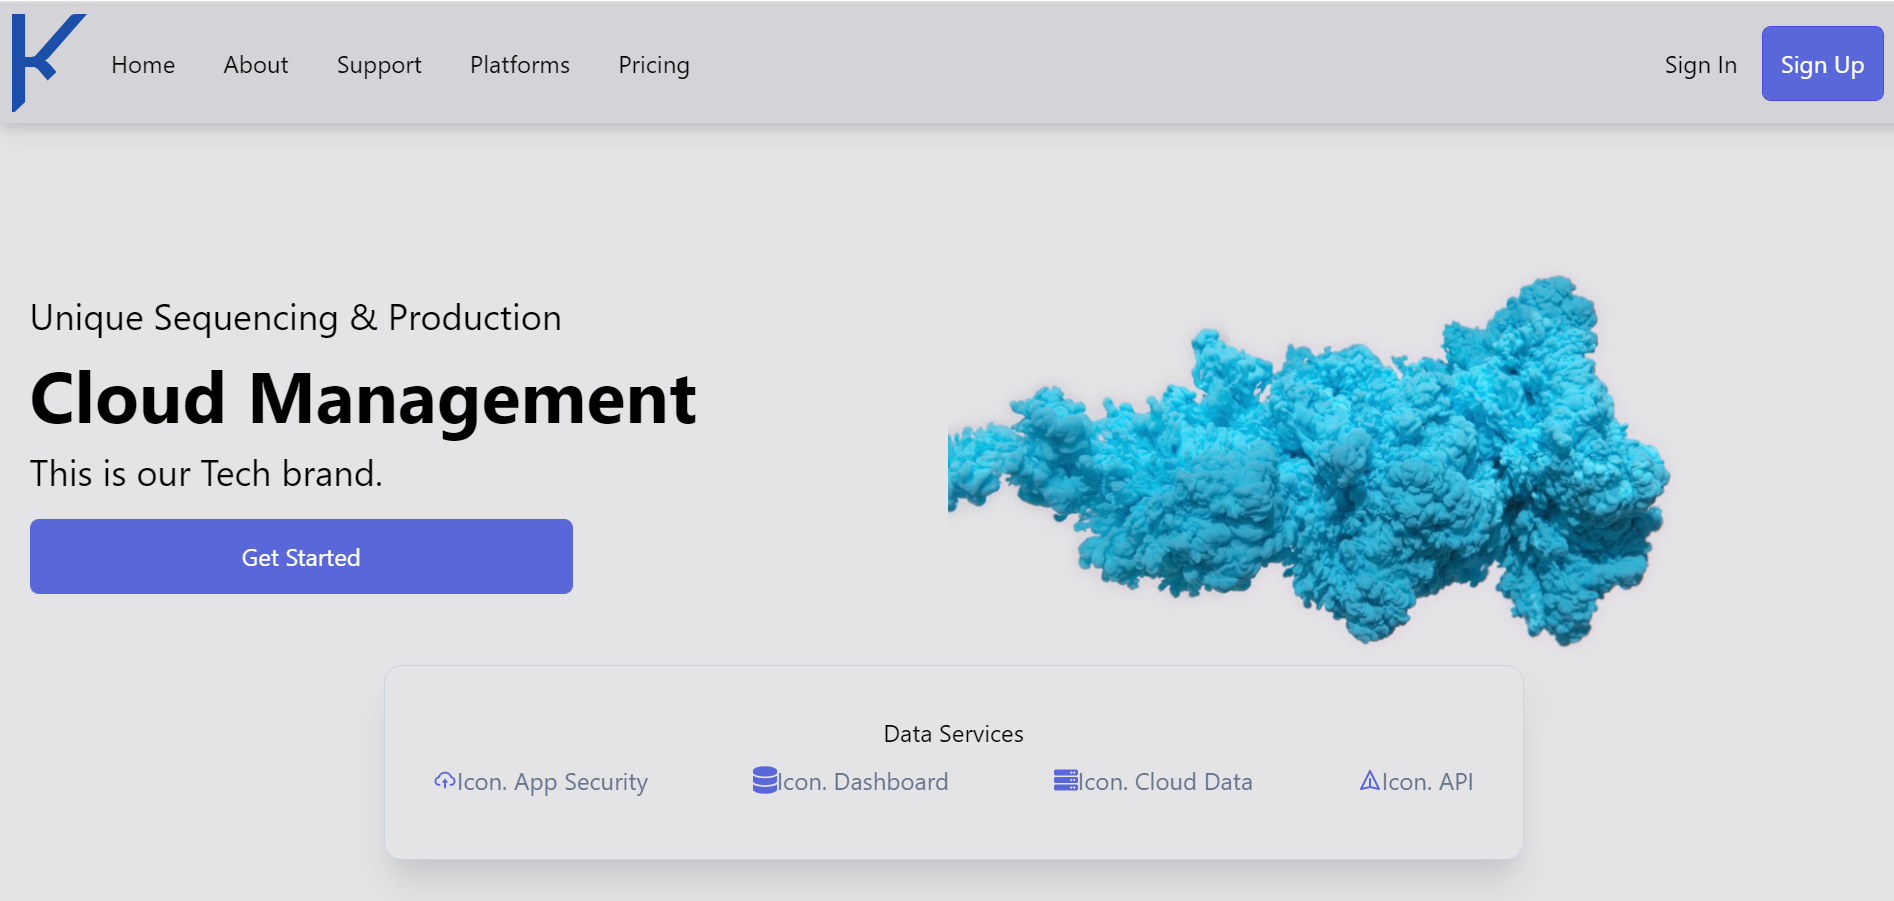 K
Home About Support Platforms Pricing Sign In Sign Up
Unique Sequencing & Production
Cloud Management
This is our Tech brand.
Get Started
Data Services
Icon. App Security Icon. Dashboard Icon. Cloud Data Icon. API